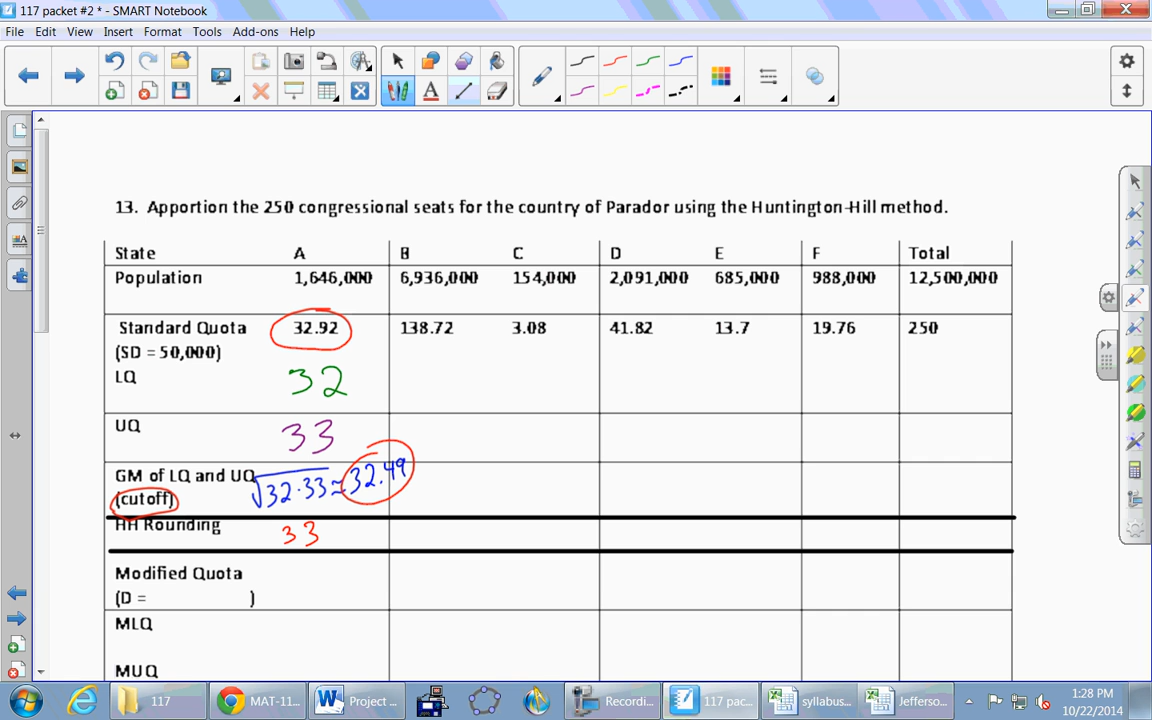 117 packet #2 * - SMART Notebook
File Edit View Insert Format Tools Add-ons Help
13. Apportion the 250 congressional seats for the country of Parador using the Huntington-Hill method.
State A B C D E F Total
Population 1,646,000 6,936,000 154,000 2,091,000 685,000 988,000 12,500,000
Standard Quota 32.92 138.72 3.08 41.82 13.7 19.76 250
(SD = 50,000)
LQ 32
UQ 33
GM of LQ and UQ √32·33 ≈ 32.49
(cutoff)
HH Rounding 33
Modified Quota
(D = )
MLQ
MUQ
117 MAT-11... Project ... Recordi... 117 pac... syllabus... Jefferso...
1:28 PM
10/22/2014